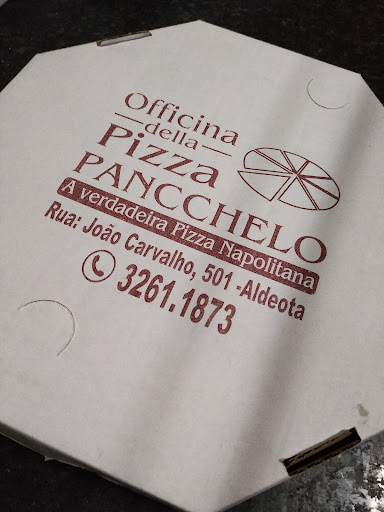 Officina
della
Pizza
PANCCHELO
A verdadeira Pizza Napolitana
Rua: João Carvalho, 501 -Aldeota
3261.1873